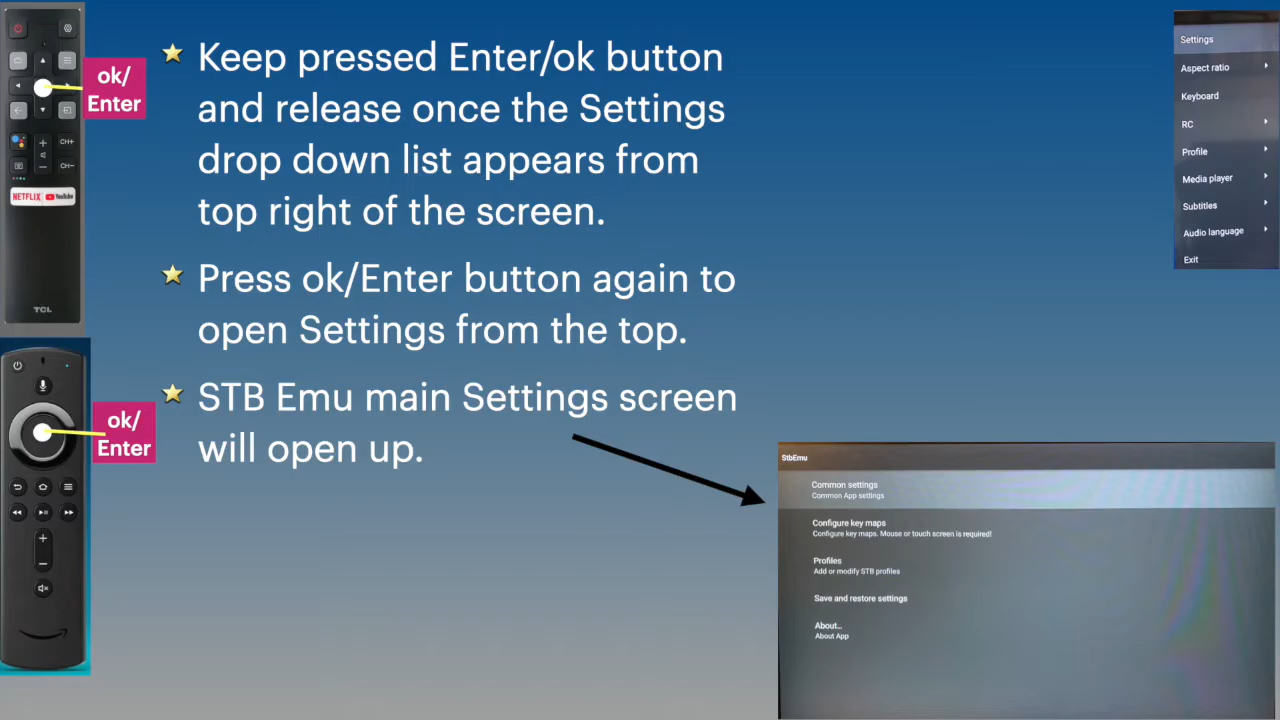 ok/
Enter
CH+
CH-
NETFLIX
YouTube
TCL
ok/
Enter
Keep pressed Enter/ok button
and release once the Settings
drop down list appears from
top right of the screen.
Press ok/Enter button again to
open Settings from the top.
STB Emu main Settings screen
will open up.
Settings
Aspect ratio
Keyboard
RC
Profile
Media player
Subtitles
Audio language
Exit
StbEmu
Common settings
Common App settings
Configure key maps
Configure key maps. Mouse or touch screen is required!
Profiles
Add or modify STB profiles
Save and restore settings
About...
About App